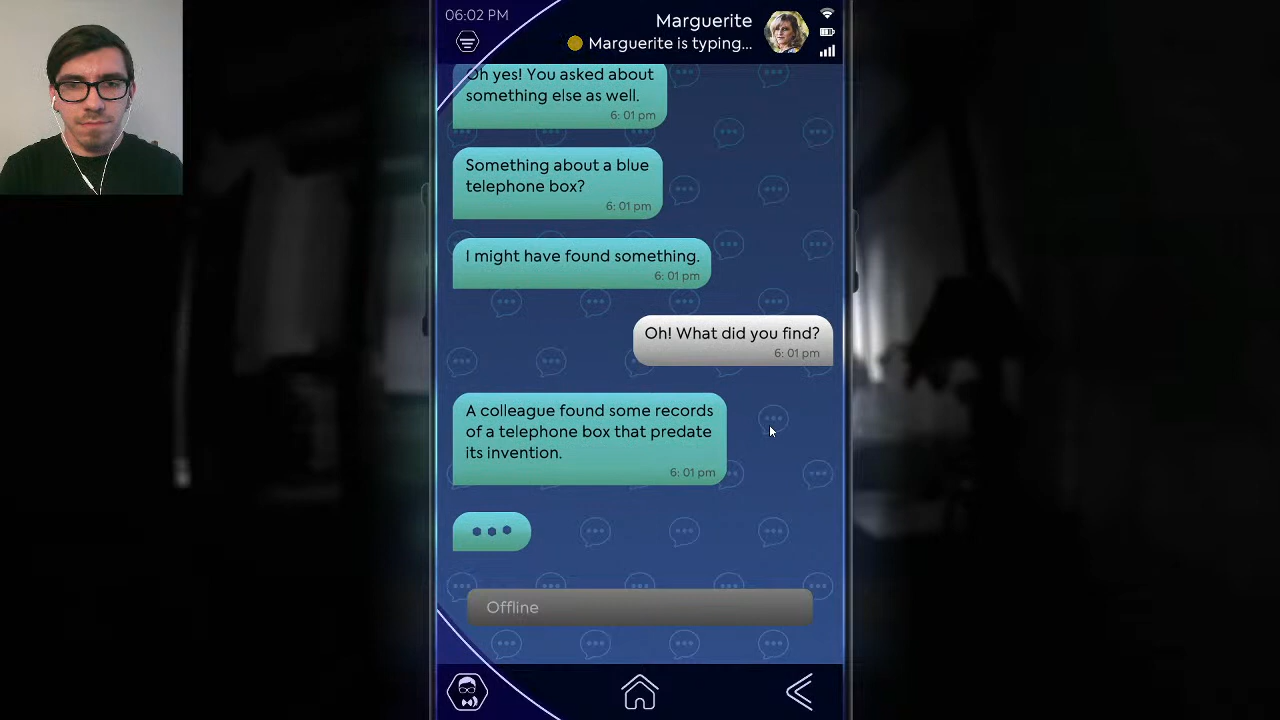 06:02 PM
Marguerite
Marguerite is typing...
Oh yes! You asked about
something else as well.
6: 01 pm
Something about a blue
telephone box?
6: 01 pm
I might have found something.
6: 01 pm
Oh! What did you find?
6: 01 pm
A colleague found some records
of a telephone box that predate
its invention.
6: 01 pm
Offline